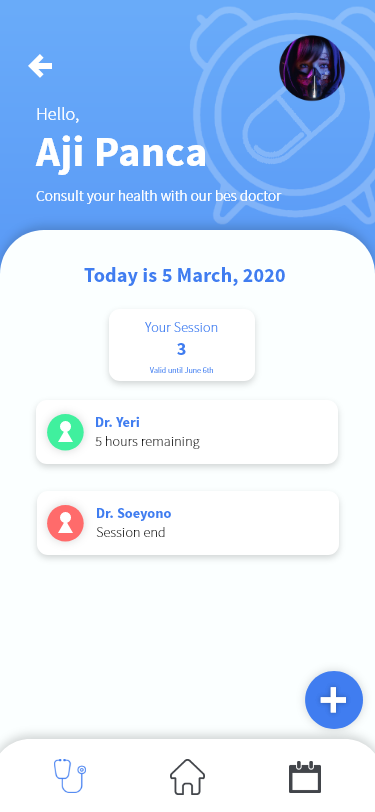 Hello,
Aji Panca
Consult your health with our bes doctor
Today is 5 March, 2020
Your Session
3
Valid until June 6th
Dr. Yeri
5 hours remaining
Dr. Soeyono
Session end